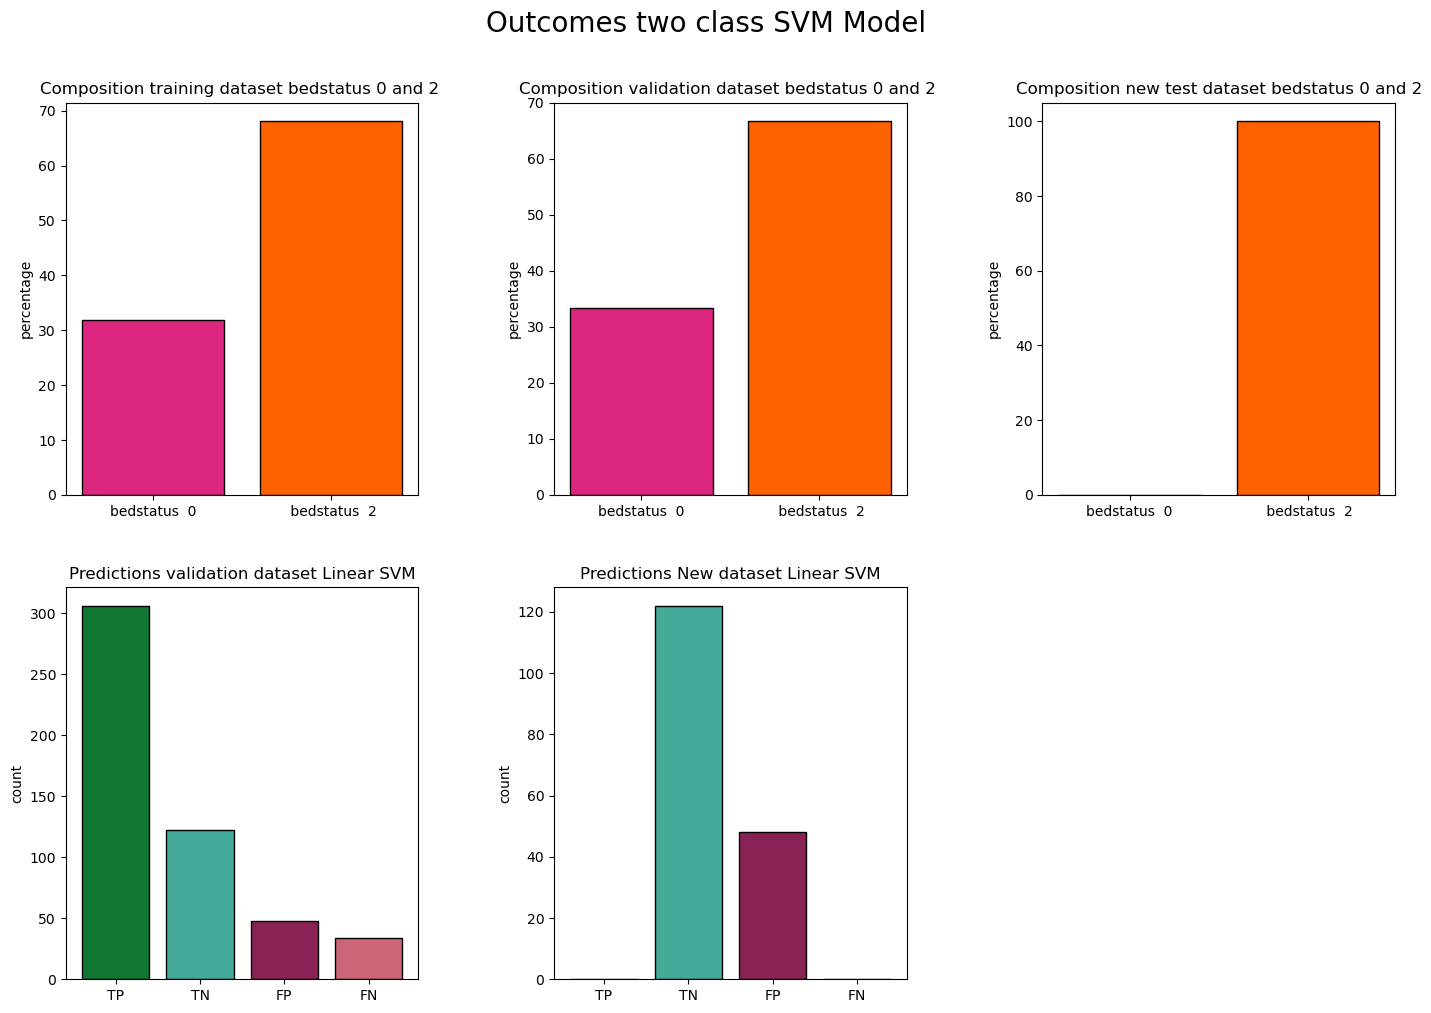 Outcomes two class SVM Model
Composition training dataset bedstatus 0 and 2
percentage
70
60
50
40
30
20
10
0
bedstatus  0
bedstatus  2
Composition validation dataset bedstatus 0 and 2
percentage
70
60
50
40
30
20
10
0
bedstatus  0
bedstatus  2
Composition new test dataset bedstatus 0 and 2
percentage
100
80
60
40
20
0
bedstatus  0
bedstatus  2
Predictions validation dataset Linear SVM
count
300
250
200
150
100
50
0
TP
TN
FP
FN
Predictions New dataset Linear SVM
count
120
100
80
60
40
20
0
TP
TN
FP
FN